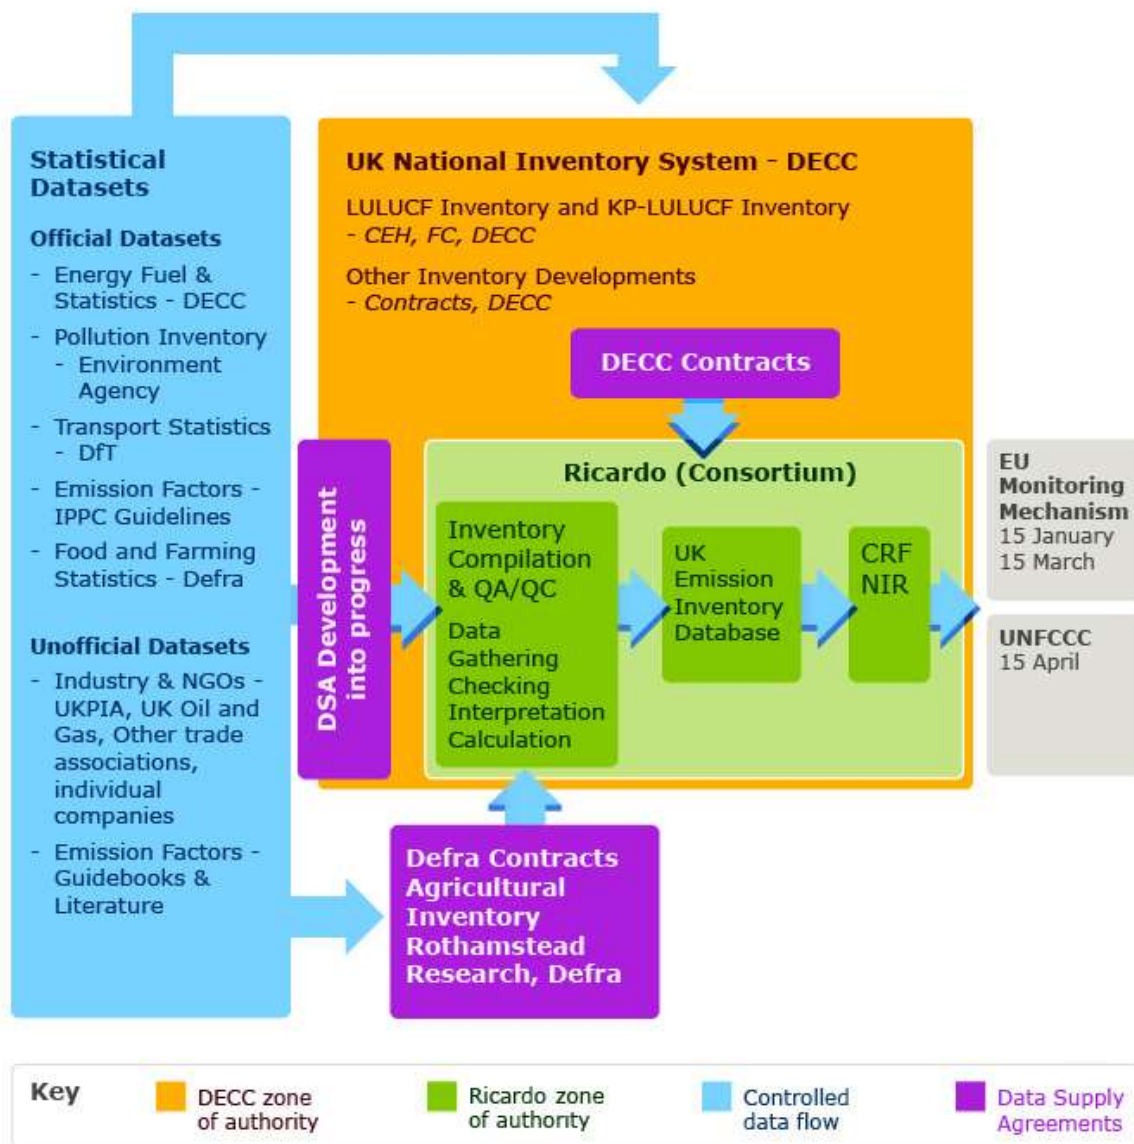 Statistical
Datasets
Official Datasets
- Energy Fuel &
Statistics - DECC
- Pollution Inventory
- Environment
Agency
- Transport Statistics
- DfT
- Emission Factors -
IPPC Guidelines
- Food and Farming
Statistics - Defra
Unofficial Datasets
- Industry & NGOs -
UKPIA, UK Oil and
Gas, Other trade
associations,
individual
companies
- Emission Factors -
Guidebooks &
Literature
UK National Inventory System - DECC
LULUCF Inventory and KP-LULUCF Inventory
- CEH, FC, DECC
Other Inventory Developments
- Contracts, DECC
DECC Contracts
DSA Development
into progress
Ricardo (Consortium)
Inventory
Compilation
& QA/QC
Data
Gathering
Checking
Interpretation
Calculation
UK
Emission
Inventory
Database
CRF
NIR
EU
Monitoring
Mechanism
15 January
15 March
UNFCCC
15 April
Defra Contracts
Agricultural
Inventory
Rothamstead
Research, Defra
Key
DECC zone
of authority
Ricardo zone
of authority
Controlled
data flow
Data Supply
Agreements